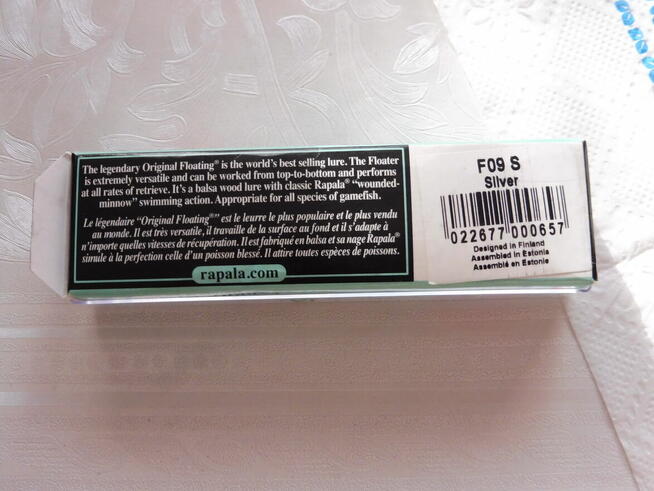 The legendary Original Floating® is the world's best selling lure. The Floater
is extremely versatile and can be worked from top-to-bottom and performs
at all rates of retrieve. It's a balsa wood lure with classic Rapala® "wounded-
minnow" swimming action. Appropriate for all species of gamefish.
Le légendaire "Original Floating®" est le leurre le plus populaire et le plus vendu
au monde. Il est très versatile, il travaille de la surface au fond et il s'adapte à
n'importe quelles vitesses de récupération. Il est fabriqué en balsa et sa nage Rapala®
simule à la perfection celle d'un poisson blessé. Il attire toutes espèces de poissons.
rapala.com
F09 S
Silver
022677 000657
Designed in Finland
Assembled in Estonia
Assemblé en Estonie